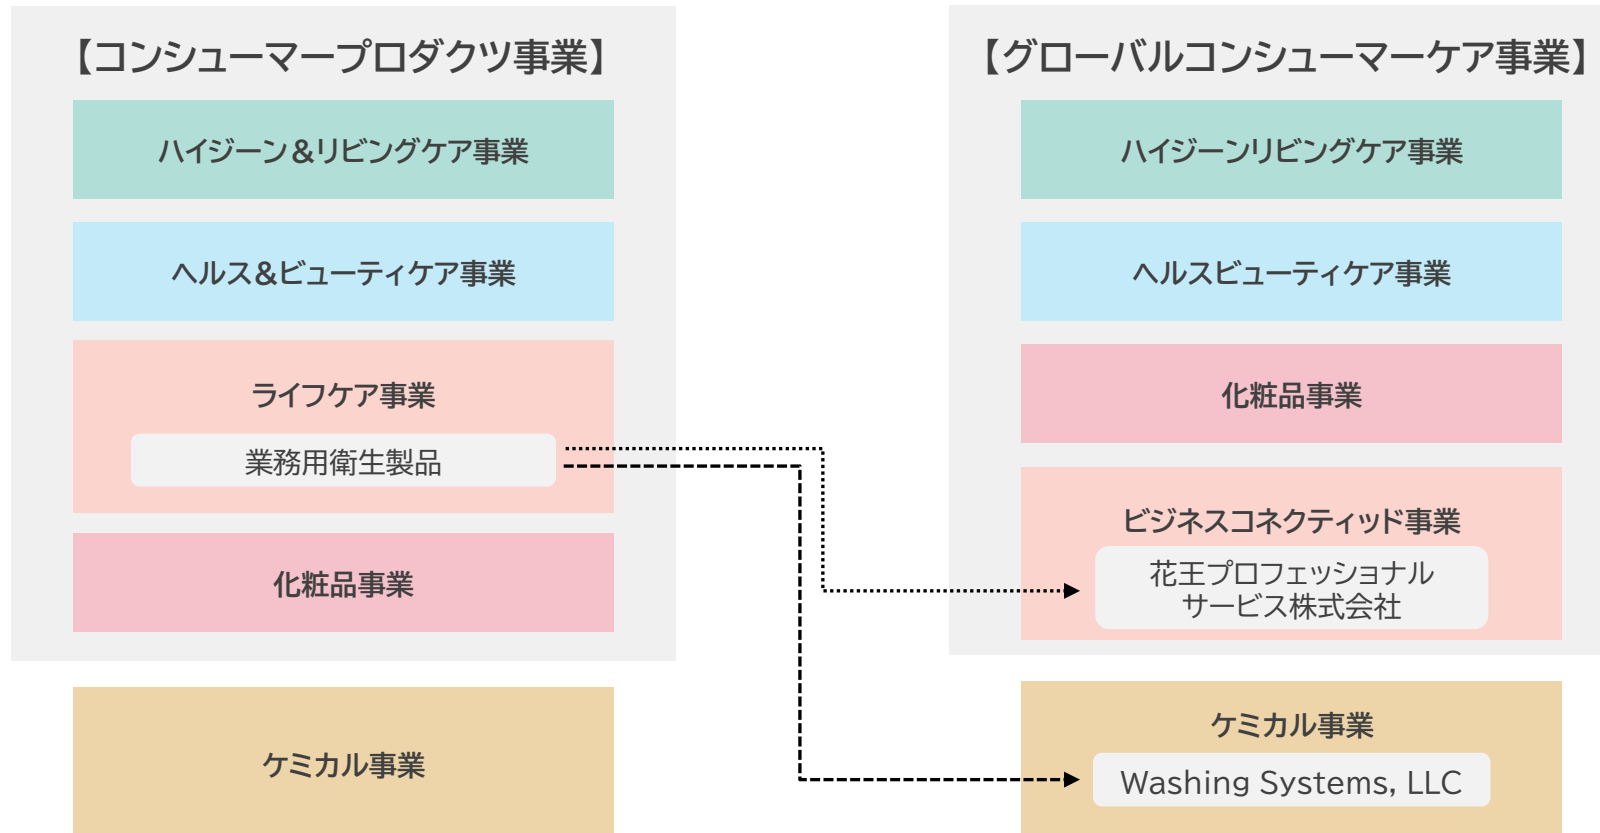 【コンシューマープロダクツ事業】
ハイジーン&リビングケア事業
ヘルス&ビューティケア事業
ライフケア事業
業務用衛生製品
化粧品事業
ケミカル事業
【グローバルコンシューマーケア事業】
ハイジーンリビングケア事業
ヘルスビューティケア事業
化粧品事業
ビジネスコネクティッド事業
花王プロフェッショナル
サービス株式会社
ケミカル事業
Washing Systems, LLC